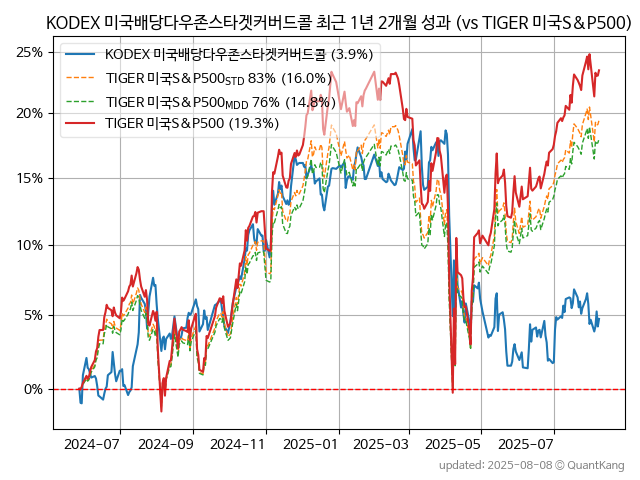 KODEX 미국배당다우존스타겟커버드콜 최근 1년 2개월 성과 (vs TIGER 미국S&P500)
KODEX 미국배당다우존스타겟커버드콜 (3.9%)
TIGER 미국S&P500STD 83% (16.0%)
TIGER 미국S&P500MDD 76% (14.8%)
TIGER 미국S&P500 (19.3%)
25%
20%
15%
10%
5%
0%
2024-07 2024-09 2024-11 2025-01 2025-03 2025-05 2025-07
updated: 2025-08-08 © QuantKang